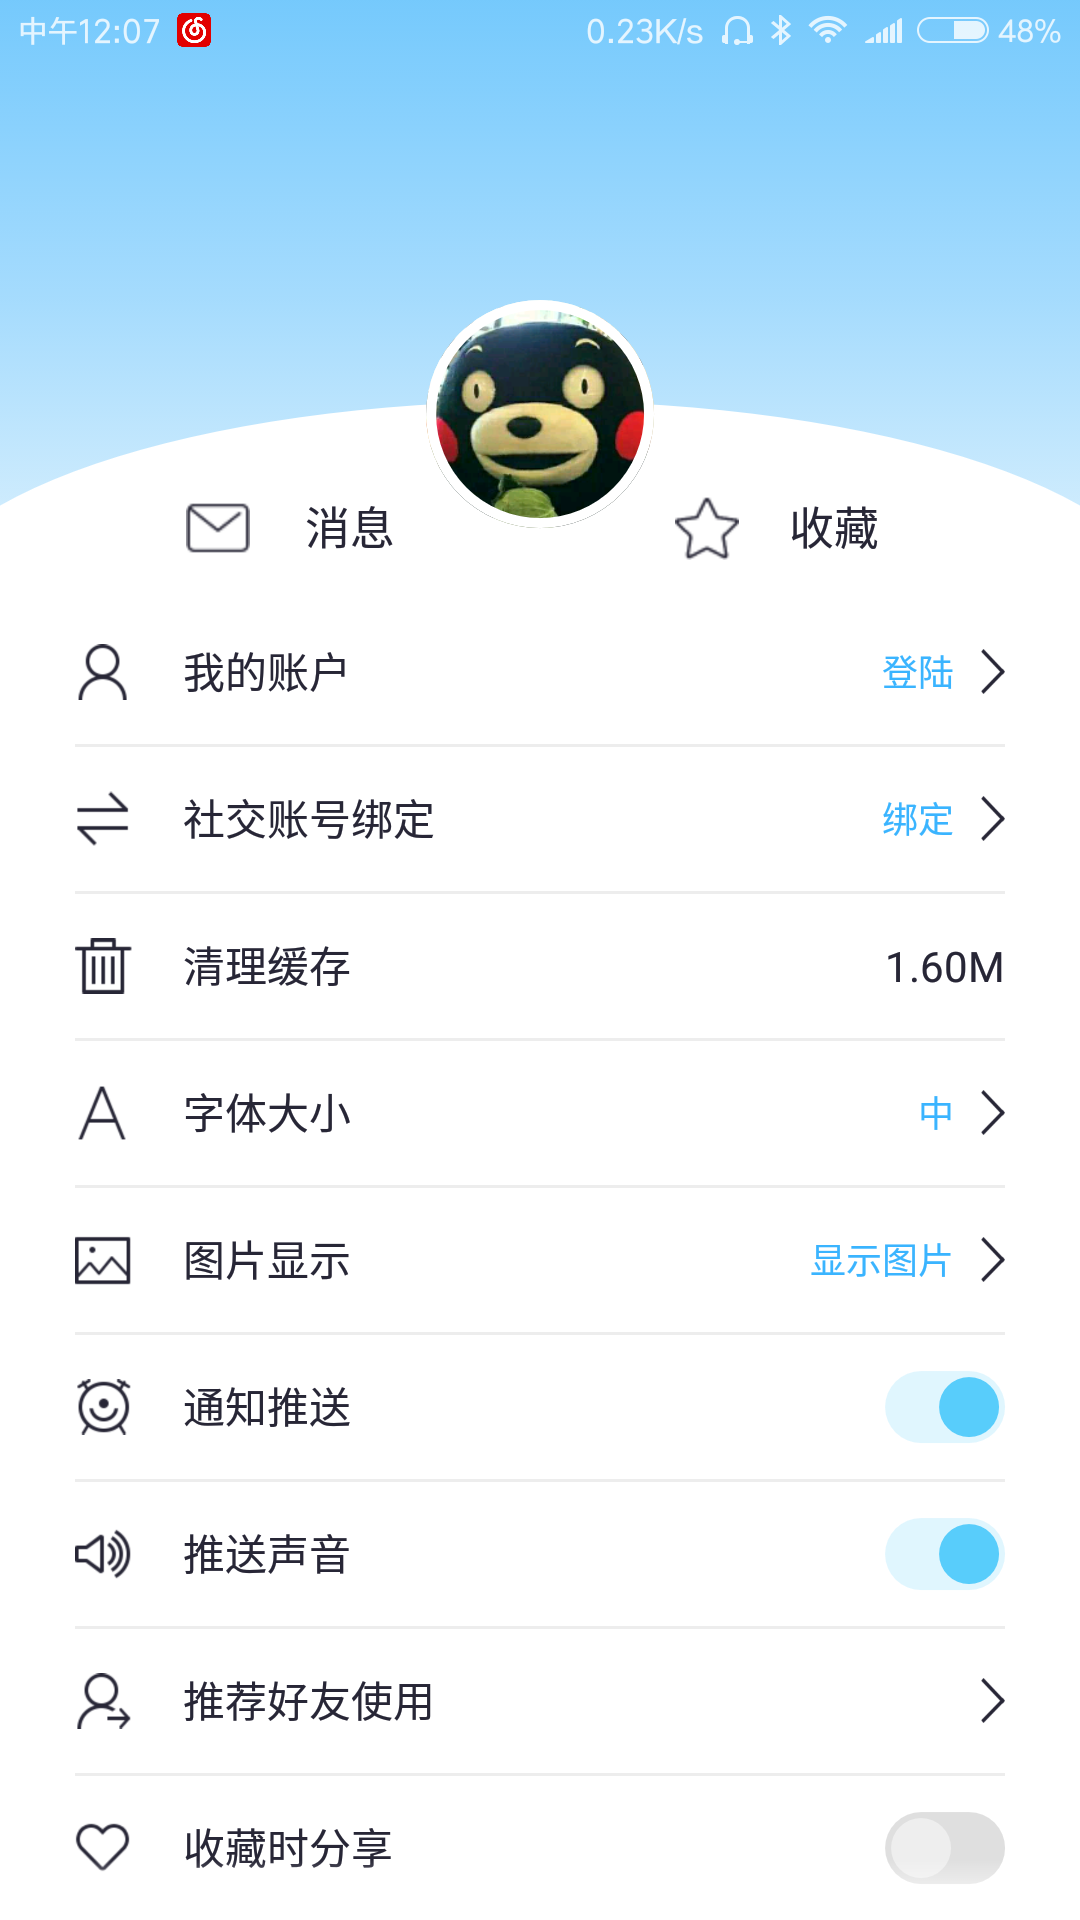 中午12:07 0.23K/s 48%
消息 收藏
我的账户 登陆
社交账号绑定 绑定
清理缓存 1.60M
字体大小 中
图片显示 显示图片
通知推送
推送声音
推荐好友使用
收藏时分享